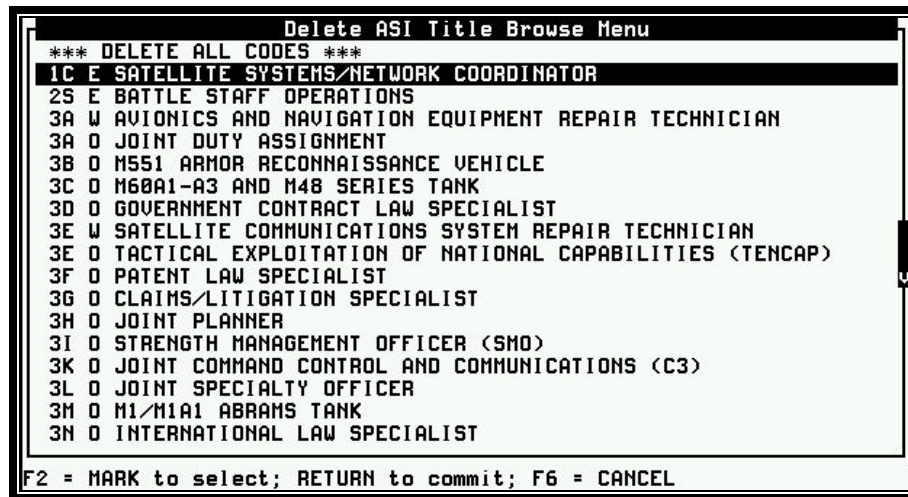 Delete ASI Title Browse Menu
*** DELETE ALL CODES ***
1C E SATELLITE SYSTEMS/NETWORK COORDINATOR
2S E BATTLE STAFF OPERATIONS
3A W AVIONICS AND NAVIGATION EQUIPMENT REPAIR TECHNICIAN
3A O JOINT DUTY ASSIGNMENT
3B O M551 ARMOR RECONNAISSANCE VEHICLE
3C O M60A1-A3 AND M48 SERIES TANK
3D O GOVERNMENT CONTRACT LAW SPECIALIST
3E W SATELLITE COMMUNICATIONS SYSTEM REPAIR TECHNICIAN
3E O TACTICAL EXPLOITATION OF NATIONAL CAPABILITIES (TENCAP)
3F O PATENT LAW SPECIALIST
3G O CLAIMS/LITIGATION SPECIALIST
3H O JOINT PLANNER
3I O STRENGTH MANAGEMENT OFFICER (SMO)
3K O JOINT COMMAND CONTROL AND COMMUNICATIONS (C3)
3L O JOINT SPECIALTY OFFICER
3M O M1/M1A1 ABRAMS TANK
3N O INTERNATIONAL LAW SPECIALIST
F2 = MARK to select; RETURN to commit; F6 = CANCEL